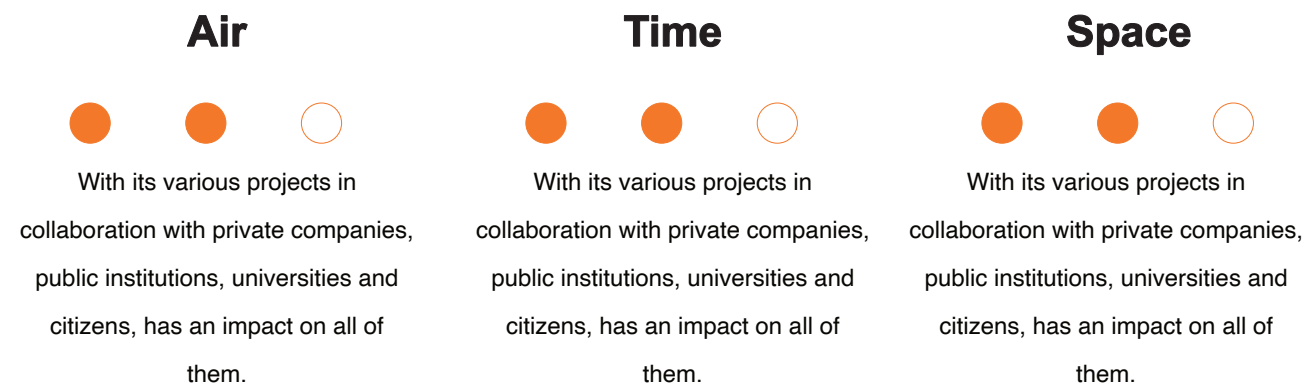 Air
With its various projects in
collaboration with private companies,
public institutions, universities and
citizens, has an impact on all of
them.
Time
With its various projects in
collaboration with private companies,
public institutions, universities and
citizens, has an impact on all of
them.
Space
With its various projects in
collaboration with private companies,
public institutions, universities and
citizens, has an impact on all of
them.